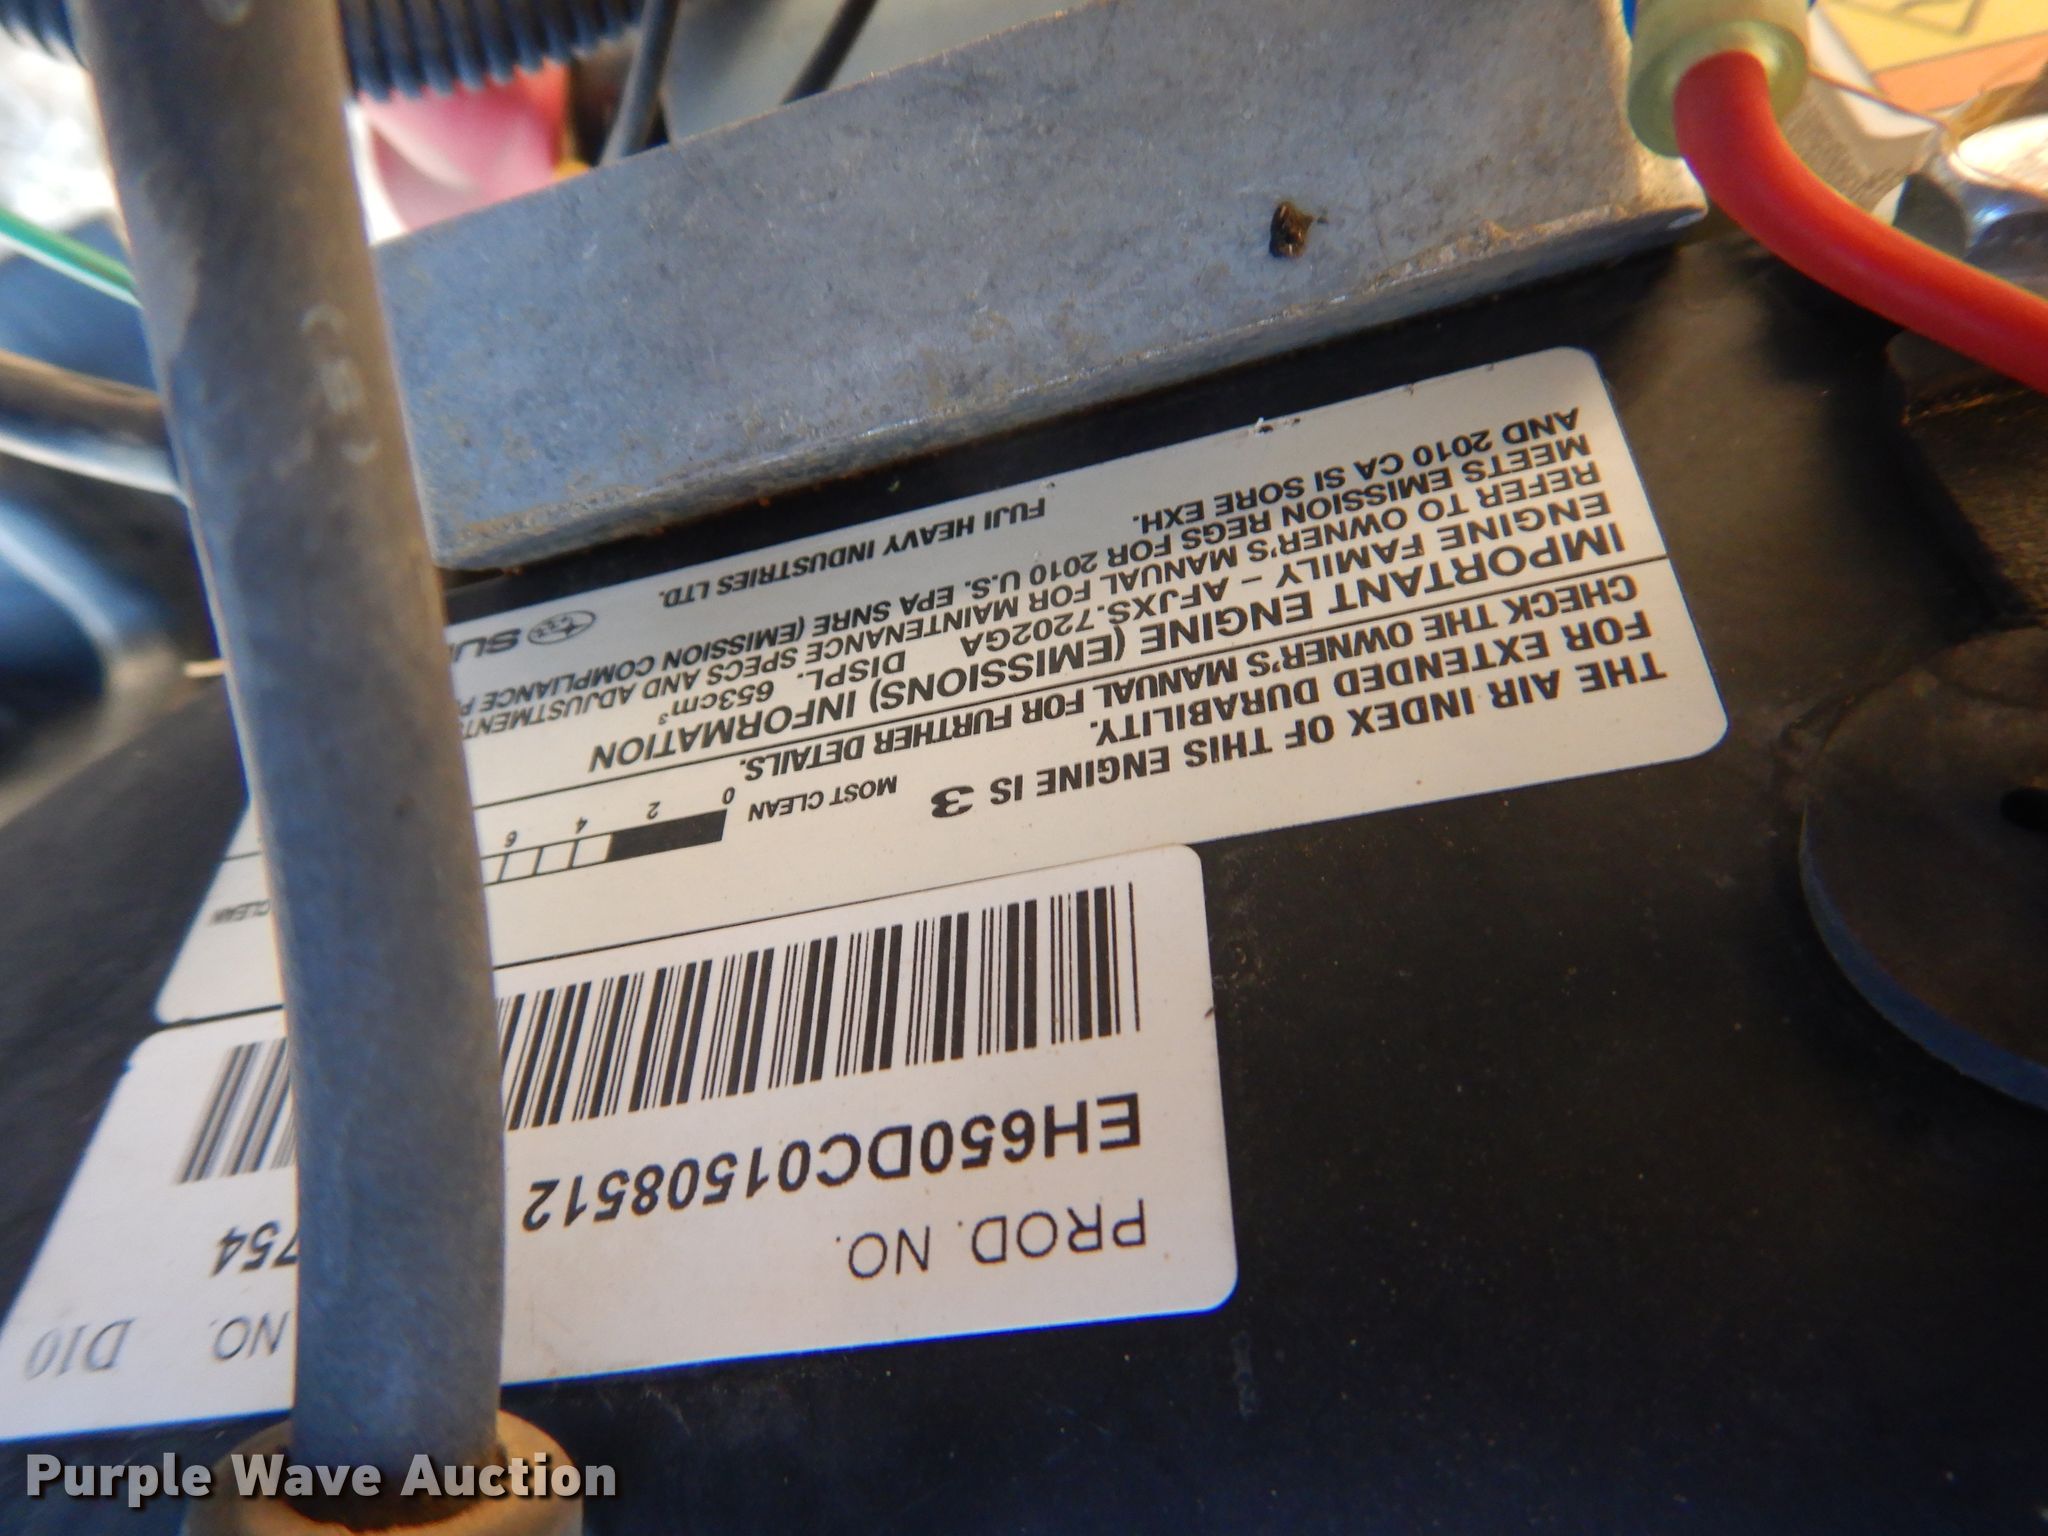 PROD. NO.
EH650DC01508512
NO. D10
754
THE AIR INDEX OF THIS ENGINE IS 3
FOR EXTENDED DURABILITY.
MOST CLEAN
0 2 4 6
CLEAN
CHECK THE OWNER'S MANUAL FOR FURTHER DETAILS.
IMPORTANT ENGINE (EMISSIONS) INFORMATION
ENGINE FAMILY – AFJXS.7202GA DISPL. 653cm³
REFER TO OWNER'S MANUAL FOR MAINTENANCE SPECS AND ADJUSTMENTS
MEETS EMISSION REGS FOR 2010 U.S. EPA SNRE (EMISSION COMPLIANCE
AND 2010 CA SI SORE EXH.
FUJI HEAVY INDUSTRIES LTD.
Purple Wave Auction